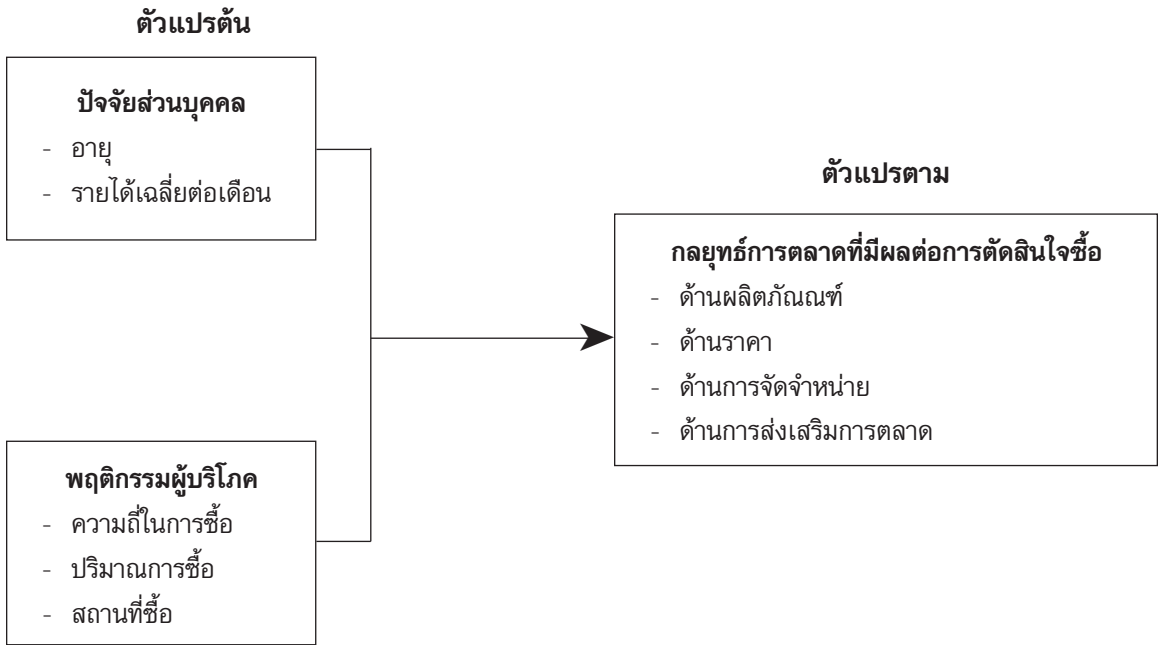 ตัวแปรต้น
ปัจจัยส่วนบุคคล
- อายุ
- รายได้เฉลี่ยต่อเดือน
พฤติกรรมผู้บริโภค
- ความถี่ในการซื้อ
- ปริมาณการซื้อ
- สถานที่ซื้อ
ตัวแปรตาม
กลยุทธ์การตลาดที่มีผลต่อการตัดสินใจซื้อ
- ด้านผลิตภัณณฑ์
- ด้านราคา
- ด้านการจัดจำหน่าย
- ด้านการส่งเสริมการตลาด